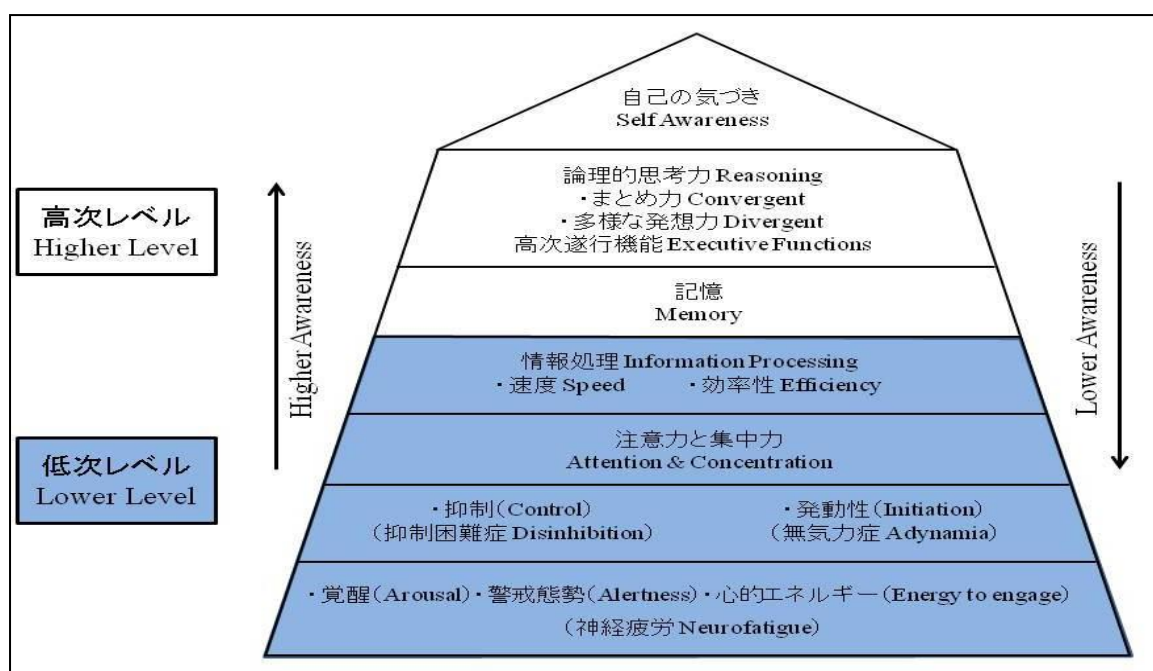 自己の気づき
Self Awareness
論理的思考力 Reasoning
・まとめ力 Convergent
・多様な発想力 Divergent
高次遂行機能 Executive Functions
高次レベル
Higher Level
Higher Awareness
Lower Awareness
記憶
Memory
情報処理 Information Processing
・速度 Speed ・効率性 Efficiency
注意力と集中力
Attention & Concentration
低次レベル
Lower Level
・抑制(Control) ・発動性(Initiation)
(抑制困難症 Disinhibition) (無気力症 Adynamia)
・覚醒(Arousal)・警戒態勢(Alertness)・心的エネルギー(Energy to engage)
(神経疲労 Neurofatigue)